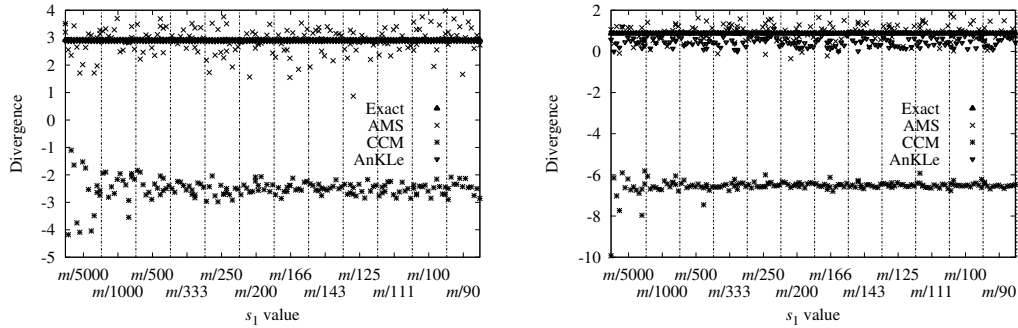 4
3
2
1
0
-1
-2
-3
-4
-5
Divergence
Exact
AMS
CCM
AnKLe
m/5000 m/500 m/250 m/166 m/125 m/100
m/1000 m/333 m/200 m/143 m/111 m/90
s1 value
2
0
-2
-4
-6
-8
-10
Divergence
Exact
AMS
CCM
AnKLe
m/5000 m/500 m/250 m/166 m/125 m/100
m/1000 m/333 m/200 m/143 m/111 m/90
s1 value